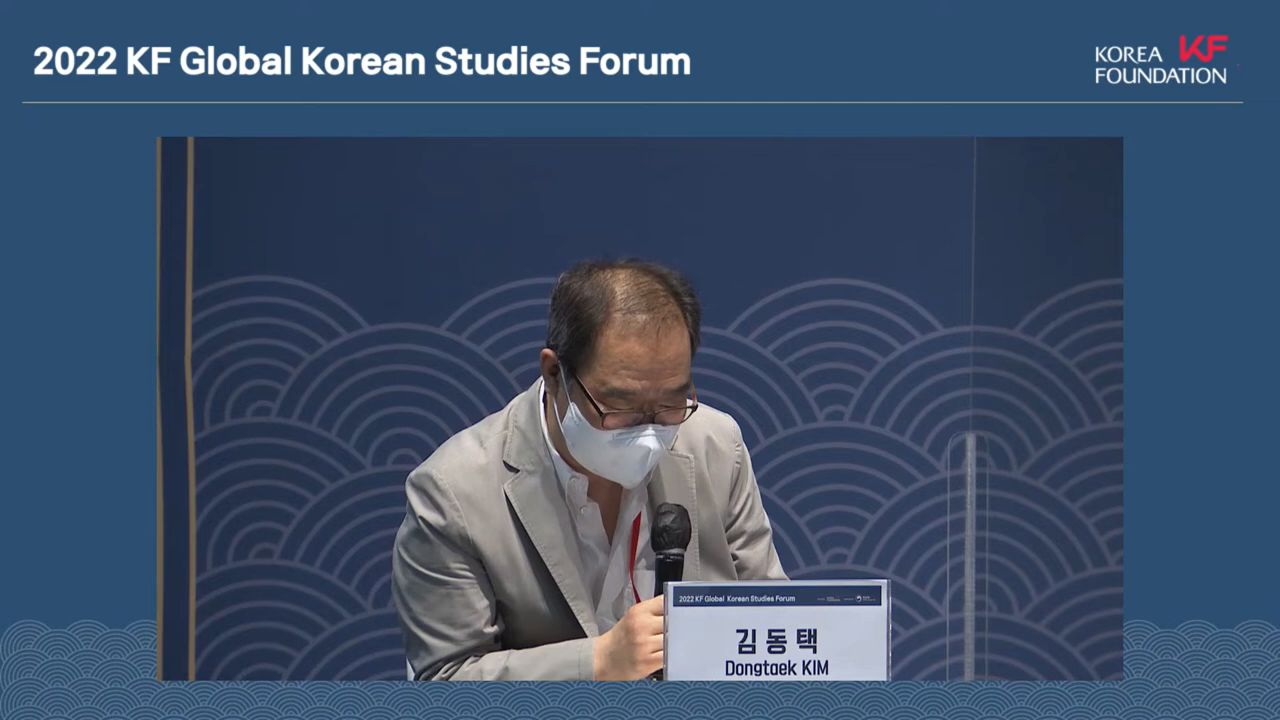 2022 KF Global Korean Studies Forum
KOREA KF
FOUNDATION
2022 KF Global Korean Studies Forum
김동택
Dongtaek KIM